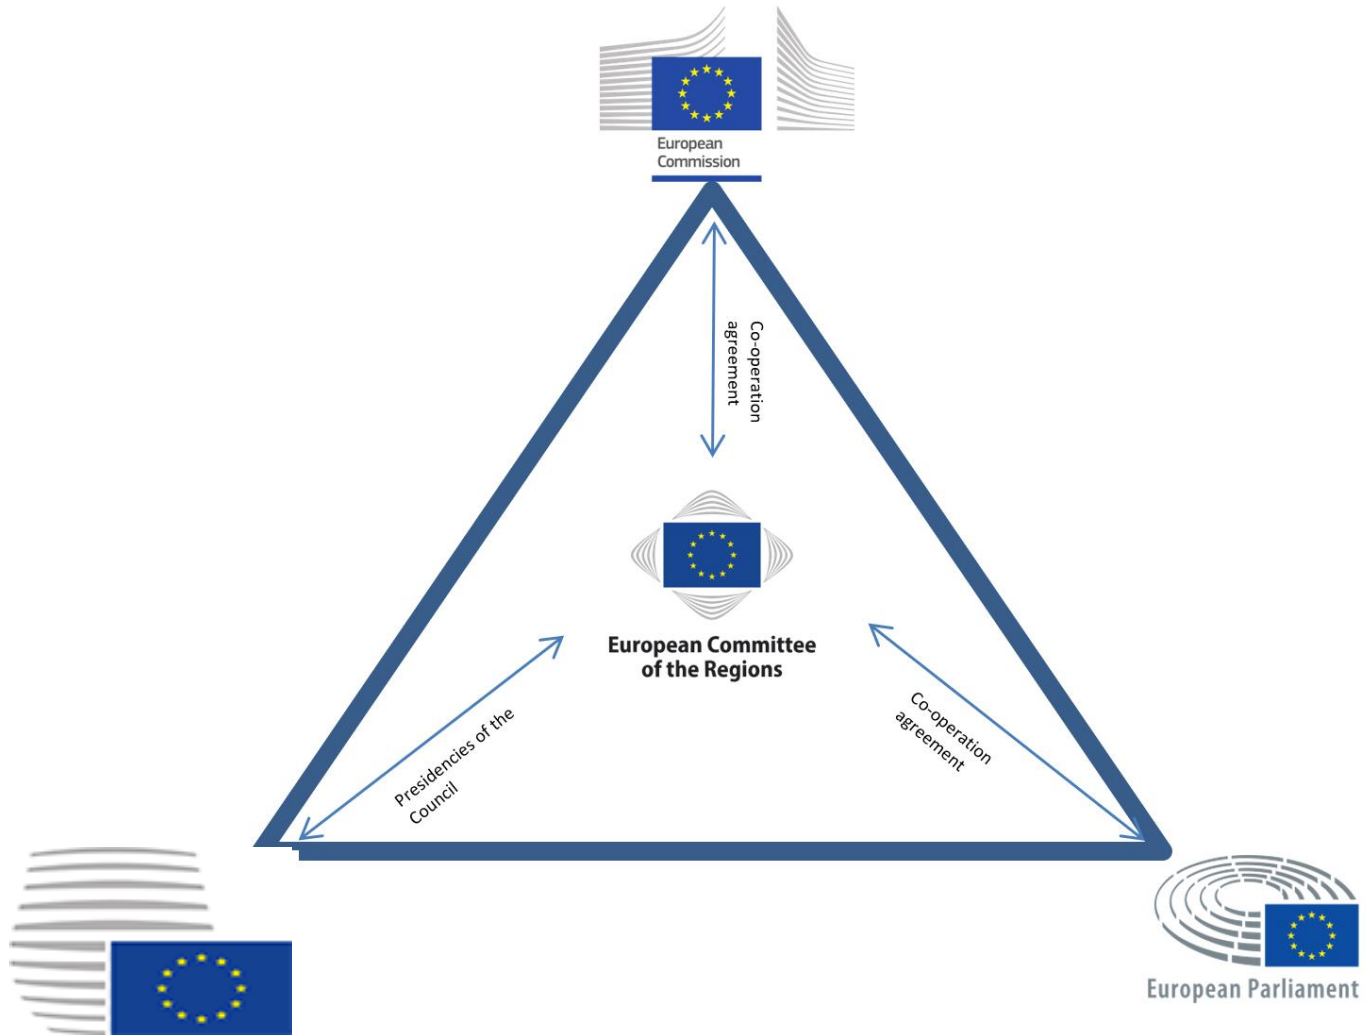 European
Commission
Co-operation
agreement
European Committee
of the Regions
Presidencies of the
Council
Co-operation
agreement
European Parliament